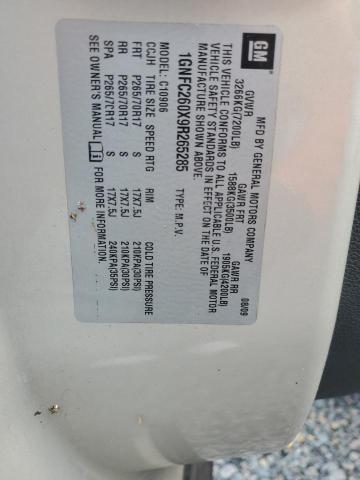 GM
MFD BY GENERAL MOTORS COMPANY
08/09
GVWR GAWR FRT GAWR RR
3266KG(7200LB) 1588KG(3500LB) 1905KG(4200LB)
THIS VEHICLE CONFORMS TO ALL APPLICABLE U.S. FEDERAL MOTOR
VEHICLE SAFETY STANDARDS IN EFFECT ON THE DATE OF
MANUFACTURE SHOWN ABOVE.
1GNFC260X9R265285 TYPE: M.P.V.
MODEL: C10906
CCJH TIRE SIZE SPEED RTG RIM COLD TIRE PRESSURE
FRT P265/70R17 S 17X7.5J 210KPA(30PSI)
RR P265/70R17 S 17X7.5J 210KPA(30PSI)
SPA P265/70R17 S 17X7.5J 240KPA(35PSI)
SEE OWNER'S MANUAL FOR MORE INFORMATION.